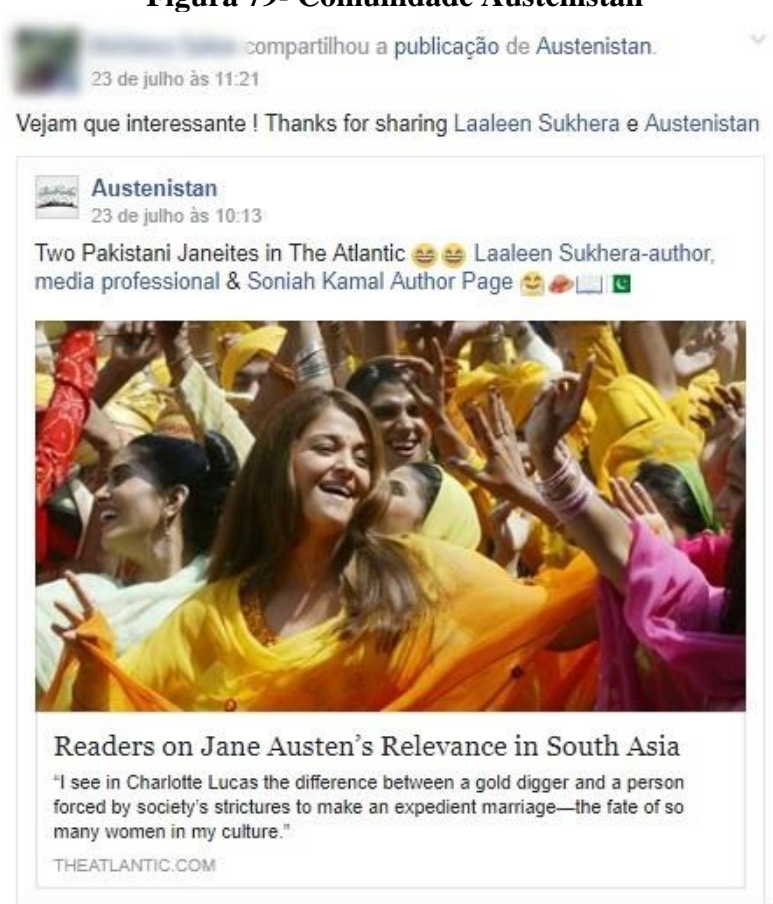 Figura 79- Comunidade Austenistan
compartilhou a publicação de Austenistan.
23 de julho às 11:21
Vejam que interessante ! Thanks for sharing Laaleen Sukhera e Austenistan
Austenistan
23 de julho às 10:13
Two Pakistani Janeites in The Atlantic 😄 😄 Laaleen Sukhera-author,
media professional & Soniah Kamal Author Page 😊 👒📖 🇵🇰
Readers on Jane Austen’s Relevance in South Asia
“I see in Charlotte Lucas the difference between a gold digger and a person
forced by society’s strictures to make an expedient marriage—the fate of so
many women in my culture.”
THEATLANTIC.COM